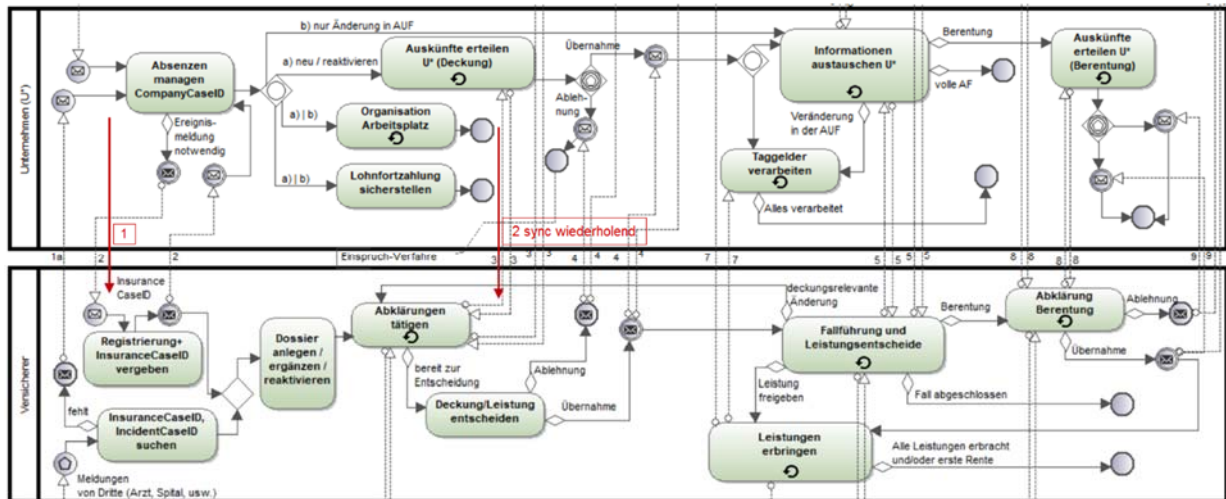 Unternehmen (U*)
b) nur Änderung in AUF
Absenzen
managen
CompanyCaseID
a) neu / reaktivieren
Auskünfte erteilen
U* (Deckung)
Übernahme
Ableh-
nung
Informationen
austauschen U*
Berentung
volle AF
Auskünfte
erteilen U*
(Berentung)
Ereignis-
meldung
notwendig
a) | b)
Organisation
Arbeitsplatz
a) | b)
Lohnfortzahlung
sicherstellen
Veränderung
in der AUF
Taggelder
verarbeiten
Alles verarbeitet
1
2 sync wiederholend
1a
2
2
Einspruch-Verfahre
3
3
3
3
4
4
4
4
7
7
5
5
5
5
8
8
8
8
9
9
Versicherer
Insurance
CaseID
Registrierung+
InsuranceCaseID
vergeben
fehlt
InsuranceCaseID,
IncidentCaseID
suchen
Meldungen
von Dritte (Arzt, Spital, usw.)
Dossier
anlegen /
ergänzen /
reaktivieren
Abklärungen
tätigen
bereit zur
Entscheidung
Ablehnung
Deckung/Leistung
entscheiden
Übernahme
deckungsrelevante
Änderung
Fallführung und
Leistungsentscheide
Berentung
Abklärung
Berentung
Ablehnung
Übernahme
Leistung
freigeben
Fall abgeschlossen
Leistungen
erbringen
Alle Leistungen erbracht
und/oder erste Rente